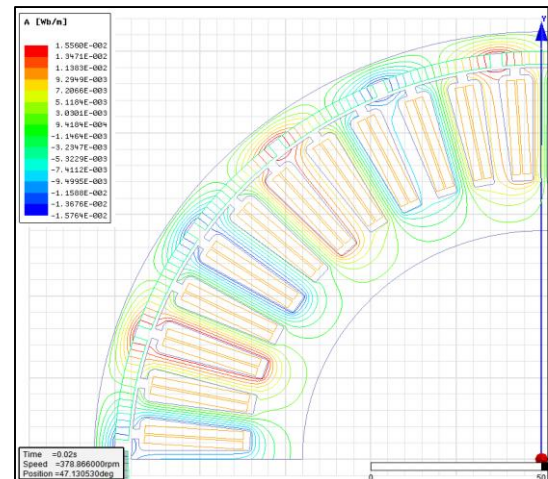 A [Wb/m]
1.5560E-002
1.3471E-002
1.1383E-002
9.2949E-003
7.2066E-003
5.1184E-003
3.0301E-003
9.4184E-004
-1.1464E-003
-3.2347E-003
-5.3229E-003
-7.4112E-003
-9.4995E-003
-1.1588E-002
-1.3676E-002
-1.5764E-002
Y
Time =0.02s
Speed =378.866000rpm
Position =47.130530deg
0
50